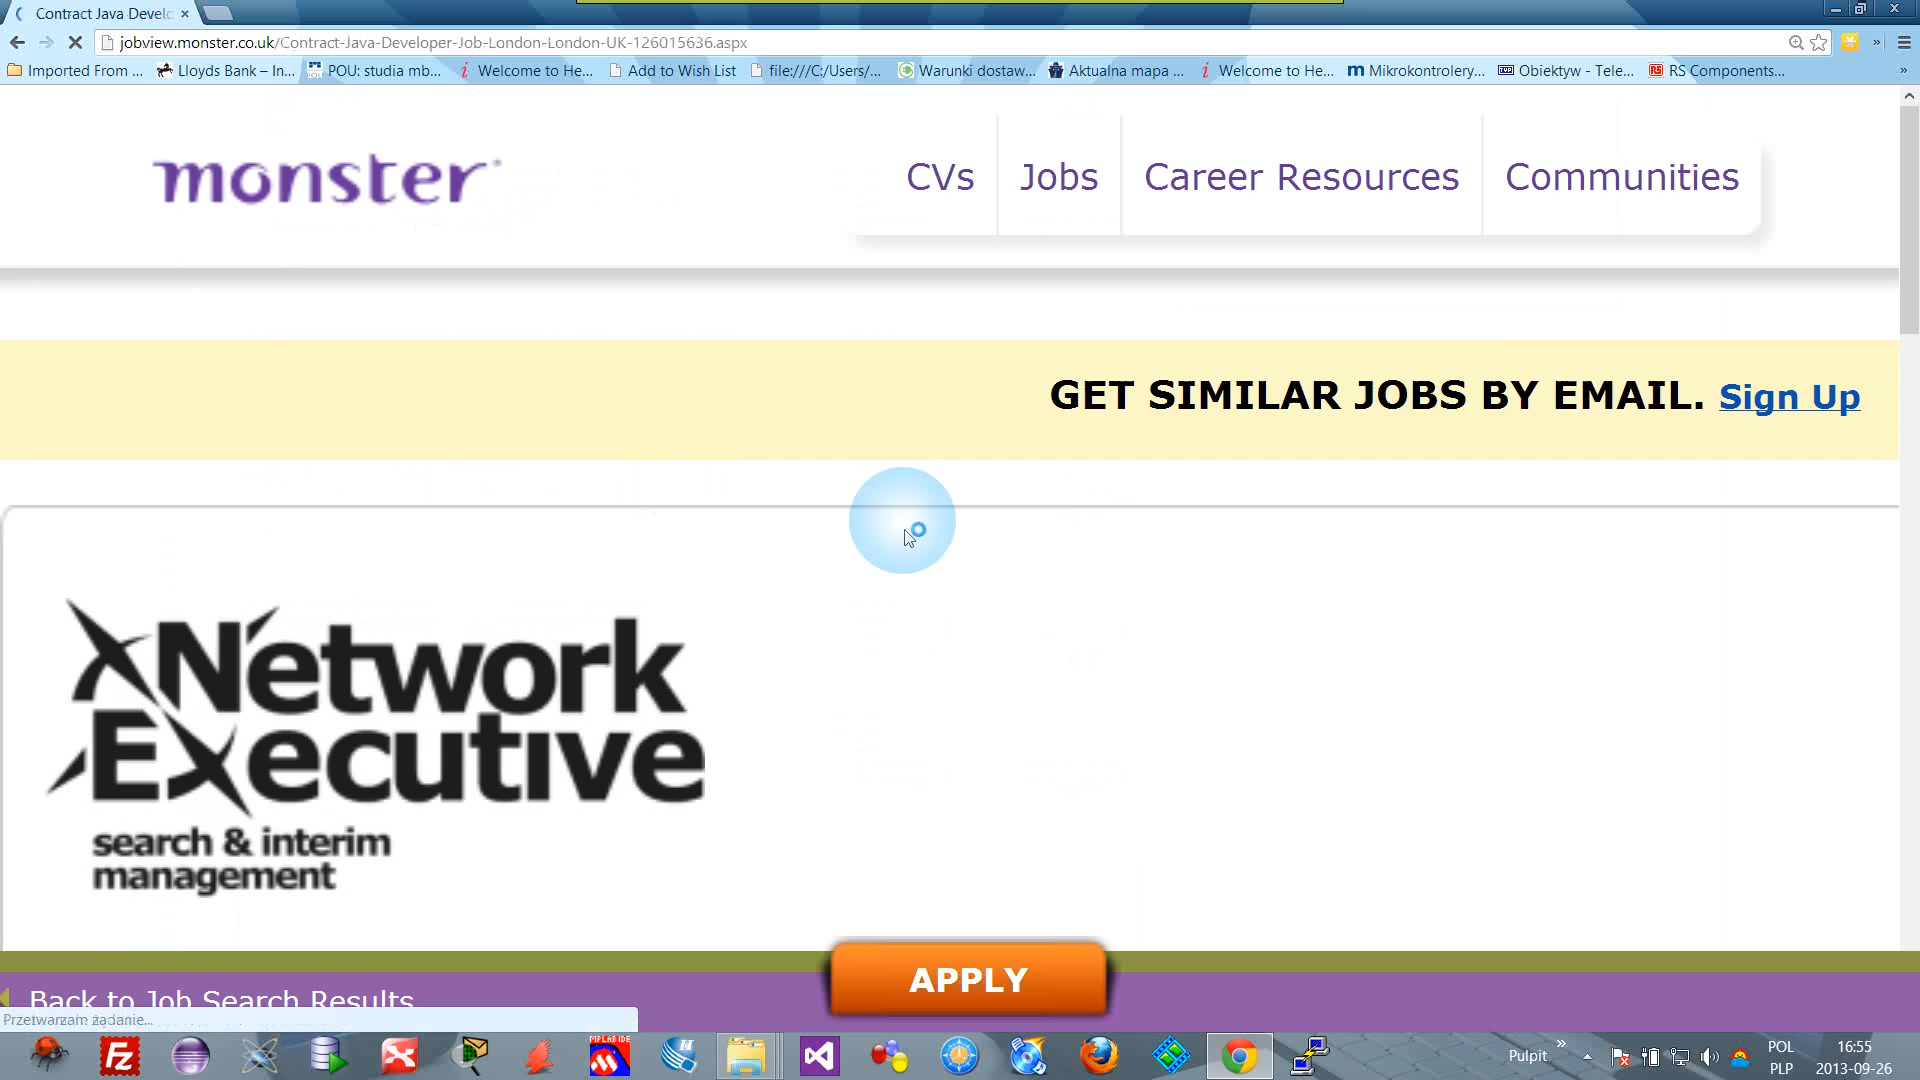 Contract Java Develo
jobview.monster.co.uk/Contract-Java-Developer-Job-London-London-UK-126015636.aspx
Imported From ...
Lloyds Bank – In...
POU: studia mb...
Welcome to He...
Add to Wish List
file:///C:/Users/...
Warunki dostaw...
Aktualna mapa ...
Welcome to He...
Mikrokontrolery...
Obiektyw - Tele...
RS Components...
monster
CVs
Jobs
Career Resources
Communities
GET SIMILAR JOBS BY EMAIL. Sign Up
Network
Executive
search & interim
management
APPLY
Back to Job Search Results
Przetwarzam żądanie...
MPLAB IDE
Pulpit
POL
PLP
16:55
2013-09-26